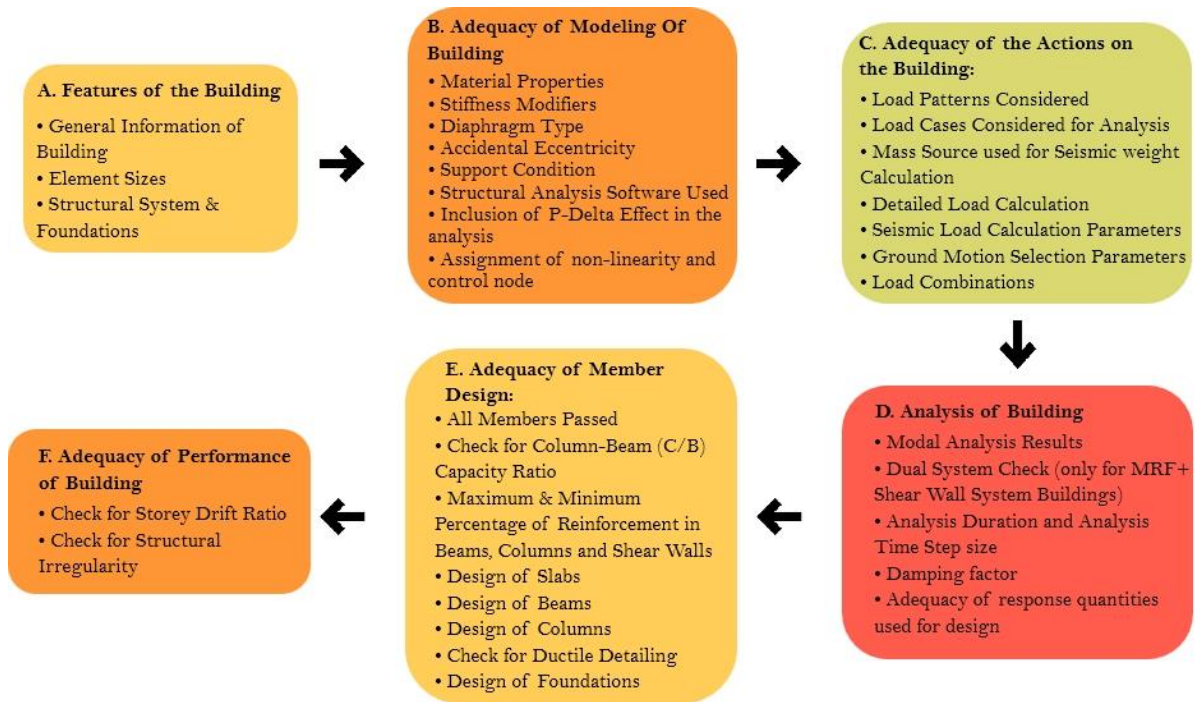 A. Features of the Building
• General Information of
Building
• Element Sizes
• Structural System &
Foundations
B. Adequacy of Modeling Of
Building
• Material Properties
• Stiffness Modifiers
• Diaphragm Type
• Accidental Eccentricity
• Support Condition
• Structural Analysis Software Used
• Inclusion of P-Delta Effect in the
analysis
• Assignment of non-linearity and
control node
C. Adequacy of the Actions on
the Building:
• Load Patterns Considered
• Load Cases Considered for Analysis
• Mass Source used for Seismic weight
Calculation
• Detailed Load Calculation
• Seismic Load Calculation Parameters
• Ground Motion Selection Parameters
• Load Combinations
D. Analysis of Building
• Modal Analysis Results
• Dual System Check (only for MRF+
Shear Wall System Buildings)
• Analysis Duration and Analysis
Time Step size
• Damping factor
• Adequacy of response quantities
used for design
E. Adequacy of Member
Design:
• All Members Passed
• Check for Column-Beam (C/B)
Capacity Ratio
• Maximum & Minimum
Percentage of Reinforcement in
Beams, Columns and Shear Walls
• Design of Slabs
• Design of Beams
• Design of Columns
• Check for Ductile Detailing
• Design of Foundations
F. Adequacy of Performance
of Building
• Check for Storey Drift Ratio
• Check for Structural
Irregularity